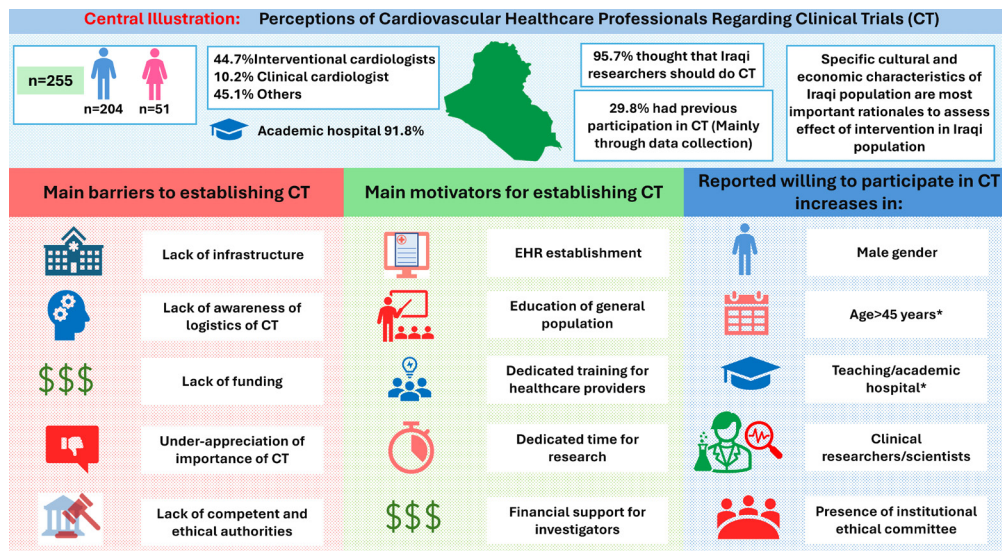 Central Illustration: Perceptions of Cardiovascular Healthcare Professionals Regarding Clinical Trials (CT)
n=255
n=204
n=51
44.7%Interventional cardiologists
10.2% Clinical cardiologist
45.1% Others
Academic hospital 91.8%
95.7% thought that Iraqi
researchers should do CT
29.8% had previous
participation in CT (Mainly
through data collection)
Specific cultural and
economic characteristics of
Iraqi population are most
important rationales to assess
effect of intervention in Iraqi
population
Main barriers to establishing CT
Lack of infrastructure
Lack of awareness of
logistics of CT
$$$
Lack of funding
Under-appreciation of
importance of CT
Lack of competent and
ethical authorities
Main motivators for establishing CT
EHR establishment
Education of general
population
Dedicated training for
healthcare providers
Dedicated time for
research
$$$
Financial support for
investigators
Reported willing to participate in CT
increases in:
Male gender
Age>45 years*
Teaching/academic
hospital*
Clinical
researchers/scientists
Presence of institutional
ethical committee